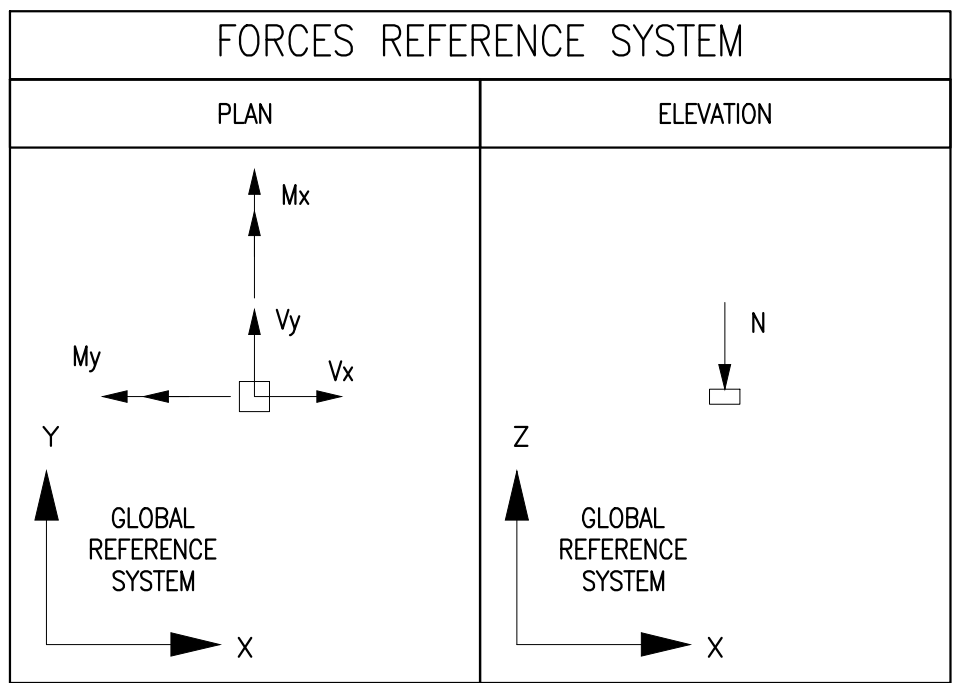 FORCES REFERENCE SYSTEM
PLAN
ELEVATION
Mx
Vy
My
Vx
Y
GLOBAL
REFERENCE
SYSTEM
X
N
Z
GLOBAL
REFERENCE
SYSTEM
X